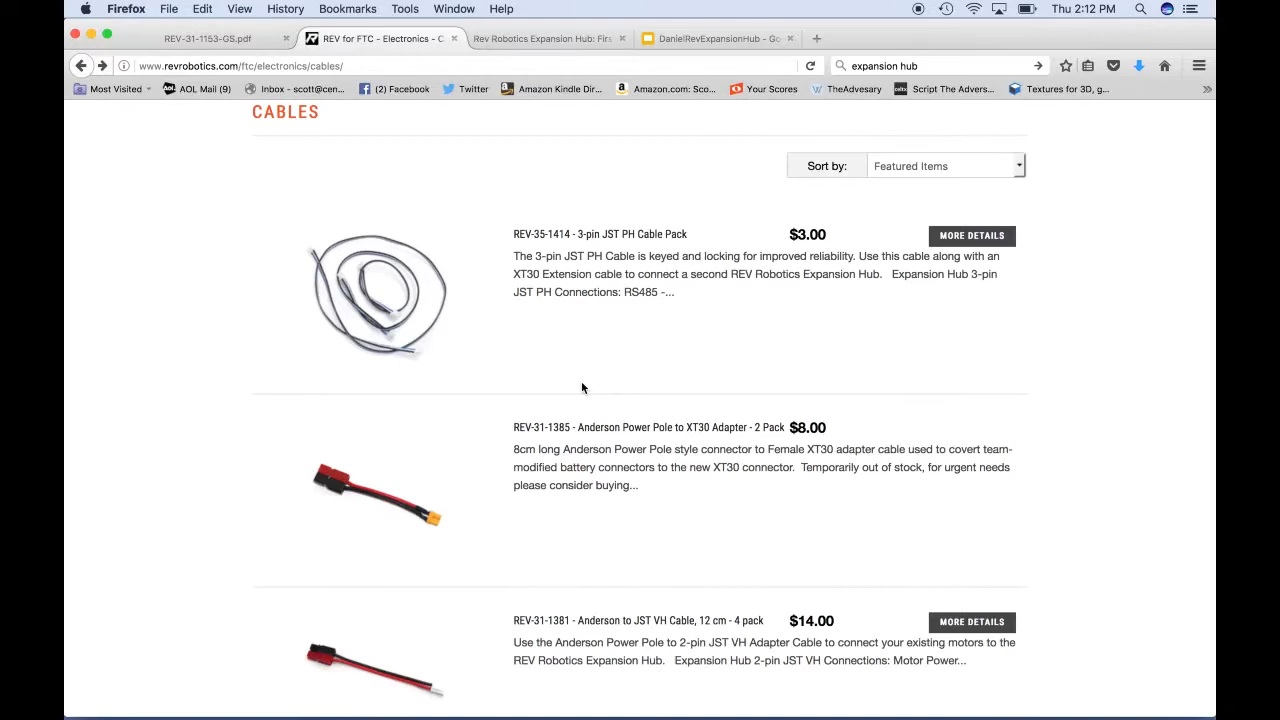 Firefox File Edit View History Bookmarks Tools Window Help Thu 2:12 PM
REV-31-1153-GS.pdf REV for FTC - Electronics - C Rev Robotics Expansion Hub: Firs DanielRevExpansionHub - Go
www.revrobotics.com/ftc/electronics/cables/ expansion hub
Most Visited AOL Mail (9) Inbox - scott@cen... (2) Facebook Twitter Amazon Kindle Dir... Amazon.com: Sco... Your Scores TheAdvesary Script The Advers... Textures for 3D, g...
CABLES
Sort by: Featured Items
REV-35-1414 - 3-pin JST PH Cable Pack $3.00 MORE DETAILS
The 3-pin JST PH Cable is keyed and locking for improved reliability. Use this cable along with an
XT30 Extension cable to connect a second REV Robotics Expansion Hub. Expansion Hub 3-pin
JST PH Connections: RS485 -...
REV-31-1385 - Anderson Power Pole to XT30 Adapter - 2 Pack $8.00
8cm long Anderson Power Pole style connector to Female XT30 adapter cable used to covert team-
modified battery connectors to the new XT30 connector. Temporarily out of stock, for urgent needs
please consider buying...
REV-31-1381 - Anderson to JST VH Cable, 12 cm - 4 pack $14.00 MORE DETAILS
Use the Anderson Power Pole to 2-pin JST VH Adapter Cable to connect your existing motors to the
REV Robotics Expansion Hub. Expansion Hub 2-pin JST VH Connections: Motor Power...